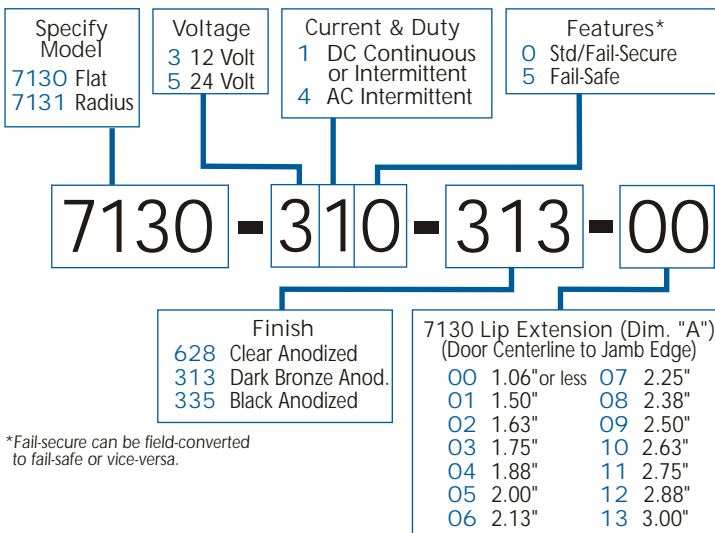 Specify
Model
7130 Flat
7131 Radius
Voltage
3 12 Volt
5 24 Volt
Current & Duty
1 DC Continuous
or Intermittent
4 AC Intermittent
Features*
0 Std/Fail-Secure
5 Fail-Safe
7130-310-313-00
Finish
628 Clear Anodized
313 Dark Bronze Anod.
335 Black Anodized
7130 Lip Extension (Dim. "A")
(Door Centerline to Jamb Edge)
00 1.06"or less 07 2.25"
01 1.50" 08 2.38"
02 1.63" 09 2.50"
03 1.75" 10 2.63"
04 1.88" 11 2.75"
05 2.00" 12 2.88"
06 2.13" 13 3.00"
*Fail-secure can be field-converted
to fail-safe or vice-versa.